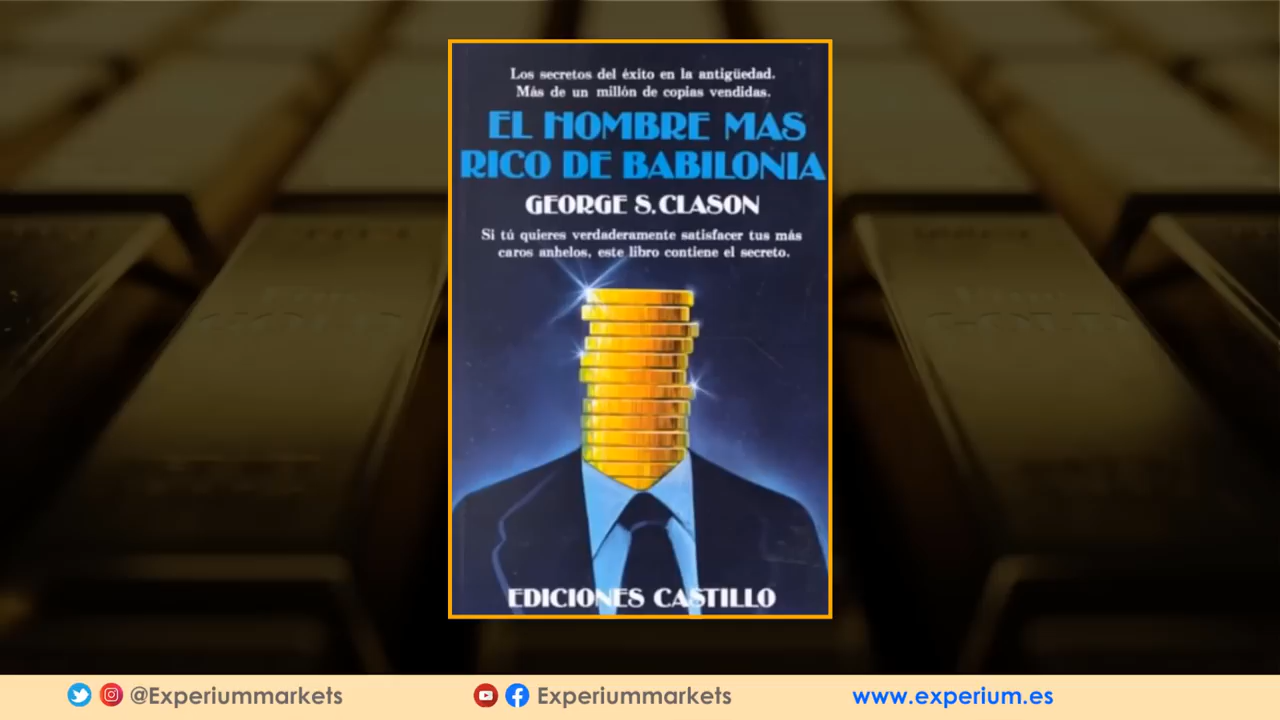 Los secretos del éxito en la antigüedad.
Más de un millón de copias vendidas.
EL HOMBRE MAS
RICO DE BABILONIA
GEORGE S. CLASON
Si tú quieres verdaderamente satisfacer tus más
caros anhelos, este libro contiene el secreto.
GOLD
GOLD
EDICIONES CASTILLO
@Experiummarkets
Experiummarkets
www.experium.es